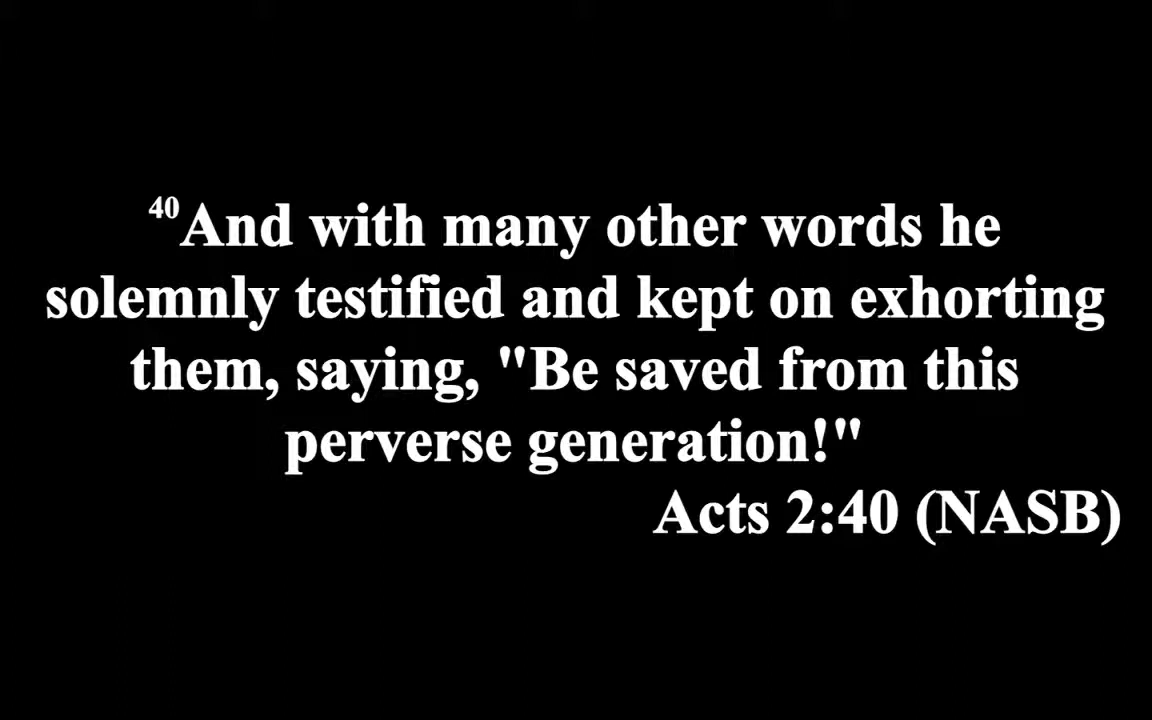 40And with many other words he
solemnly testified and kept on exhorting
them, saying, "Be saved from this
perverse generation!"
Acts 2:40 (NASB)